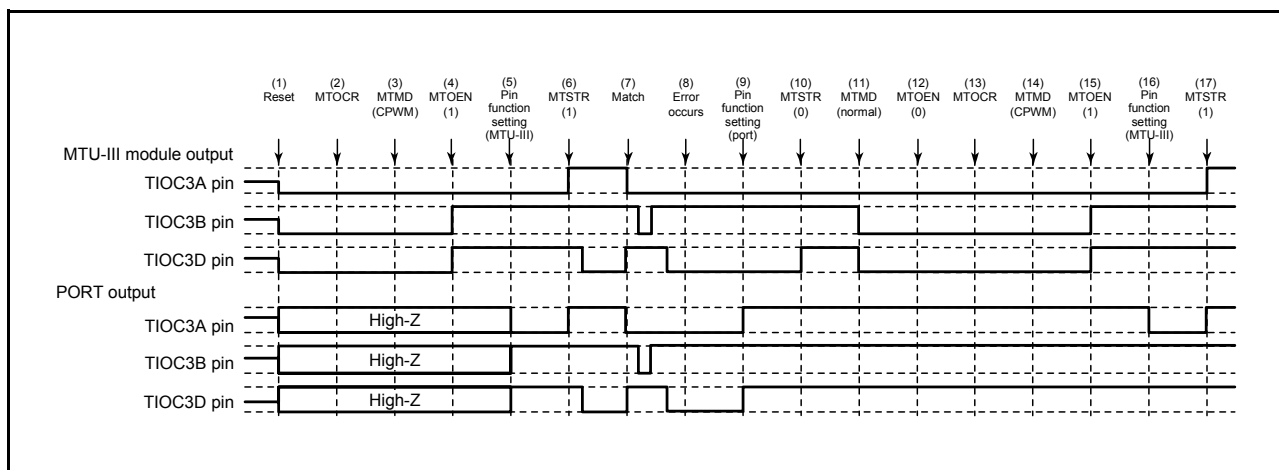 (1)
Reset
(2)
MTOCR
(3)
MTMD
(CPWM)
(4)
MTOEN
(1)
(5)
Pin
function
setting
(MTU-III)
(6)
MTSTR
(1)
(7)
Match
(8)
Error
occurs
(9)
Pin
function
setting
(port)
(10)
MTSTR
(0)
(11)
MTMD
(normal)
(12)
MTOEN
(0)
(13)
MTOCR
(14)
MTMD
(CPWM)
(15)
MTOEN
(1)
(16)
Pin
function
setting
(MTU-III)
(17)
MTSTR
(1)
MTU-III module output
TIOC3A pin
TIOC3B pin
TIOC3D pin
PORT output
TIOC3A pin
High-Z
TIOC3B pin
High-Z
TIOC3D pin
High-Z